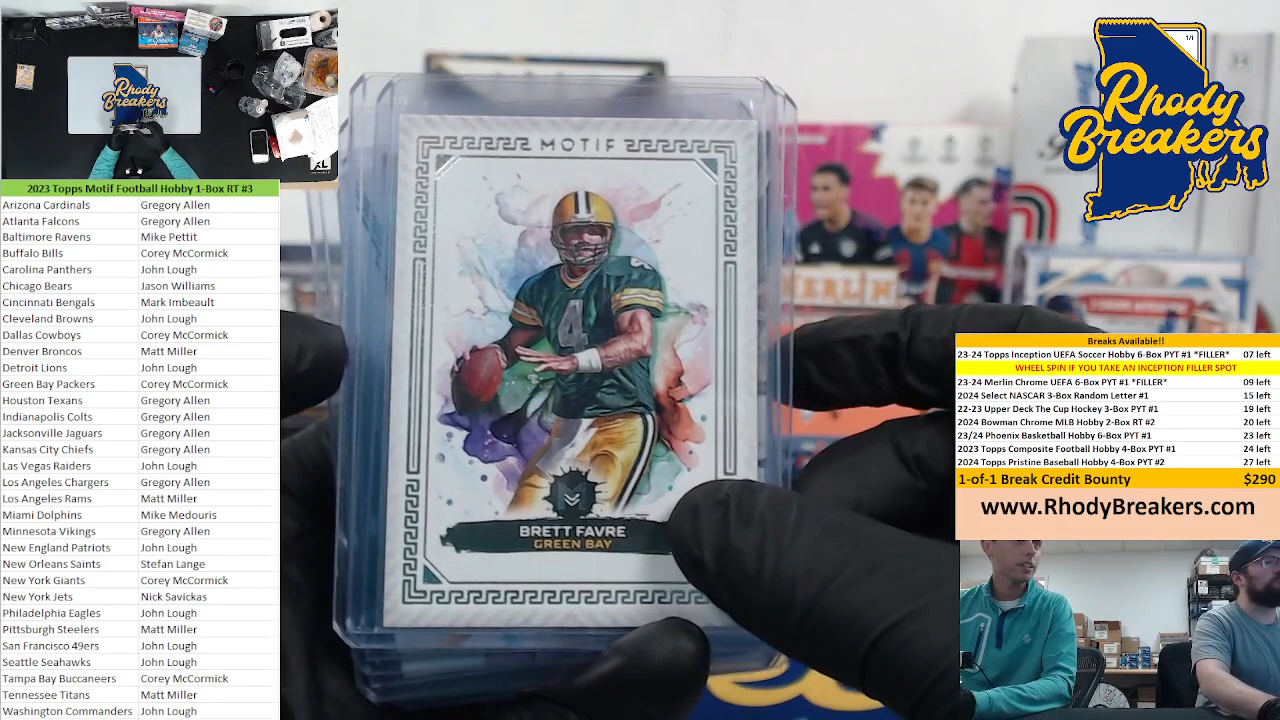 2023 Topps Motif Football Hobby 1-Box RT #3
Arizona Cardinals Gregory Allen
Atlanta Falcons Gregory Allen
Baltimore Ravens Mike Pettit
Buffalo Bills Corey McCormick
Carolina Panthers John Lough
Chicago Bears Jason Williams
Cincinnati Bengals Mark Imbeault
Cleveland Browns John Lough
Dallas Cowboys Corey McCormick
Denver Broncos Matt Miller
Detroit Lions John Lough
Green Bay Packers Corey McCormick
Houston Texans Gregory Allen
Indianapolis Colts Gregory Allen
Jacksonville Jaguars Gregory Allen
Kansas City Chiefs Gregory Allen
Las Vegas Raiders John Lough
Los Angeles Chargers Gregory Allen
Los Angeles Rams Matt Miller
Miami Dolphins Mike Medouris
Minnesota Vikings Gregory Allen
New England Patriots John Lough
New Orleans Saints Stefan Lange
New York Giants Corey McCormick
New York Jets Nick Savickas
Philadelphia Eagles John Lough
Pittsburgh Steelers Matt Miller
San Francisco 49ers John Lough
Seattle Seahawks John Lough
Tampa Bay Buccaneers Corey McCormick
Tennessee Titans Matt Miller
Washington Commanders John Lough
Rhody
Breakers
MOTIF
4
BRETT FAVRE
GREEN BAY
MERLIN
1/1
Rhody
Breakers
Breaks Available!!
23-24 Topps Inception UEFA Soccer Hobby 6-Box PYT #1 *FILLER* 07 left
WHEEL SPIN IF YOU TAKE AN INCEPTION FILLER SPOT
23-24 Merlin Chrome UEFA 6-Box PYT #1 *FILLER* 09 left
2024 Select NASCAR 3-Box Random Letter #1 15 left
22-23 Upper Deck The Cup Hockey 3-Box PYT #1 19 left
2024 Bowman Chrome MLB Hobby 2-Box RT #2 20 left
23/24 Phoenix Basketball Hobby 6-Box PYT #1 23 left
2023 Topps Composite Football Hobby 4-Box PYT #1 24 left
2024 Topps Pristine Baseball Hobby 4-Box PYT #2 27 left
1-of-1 Break Credit Bounty $290
www.RhodyBreakers.com